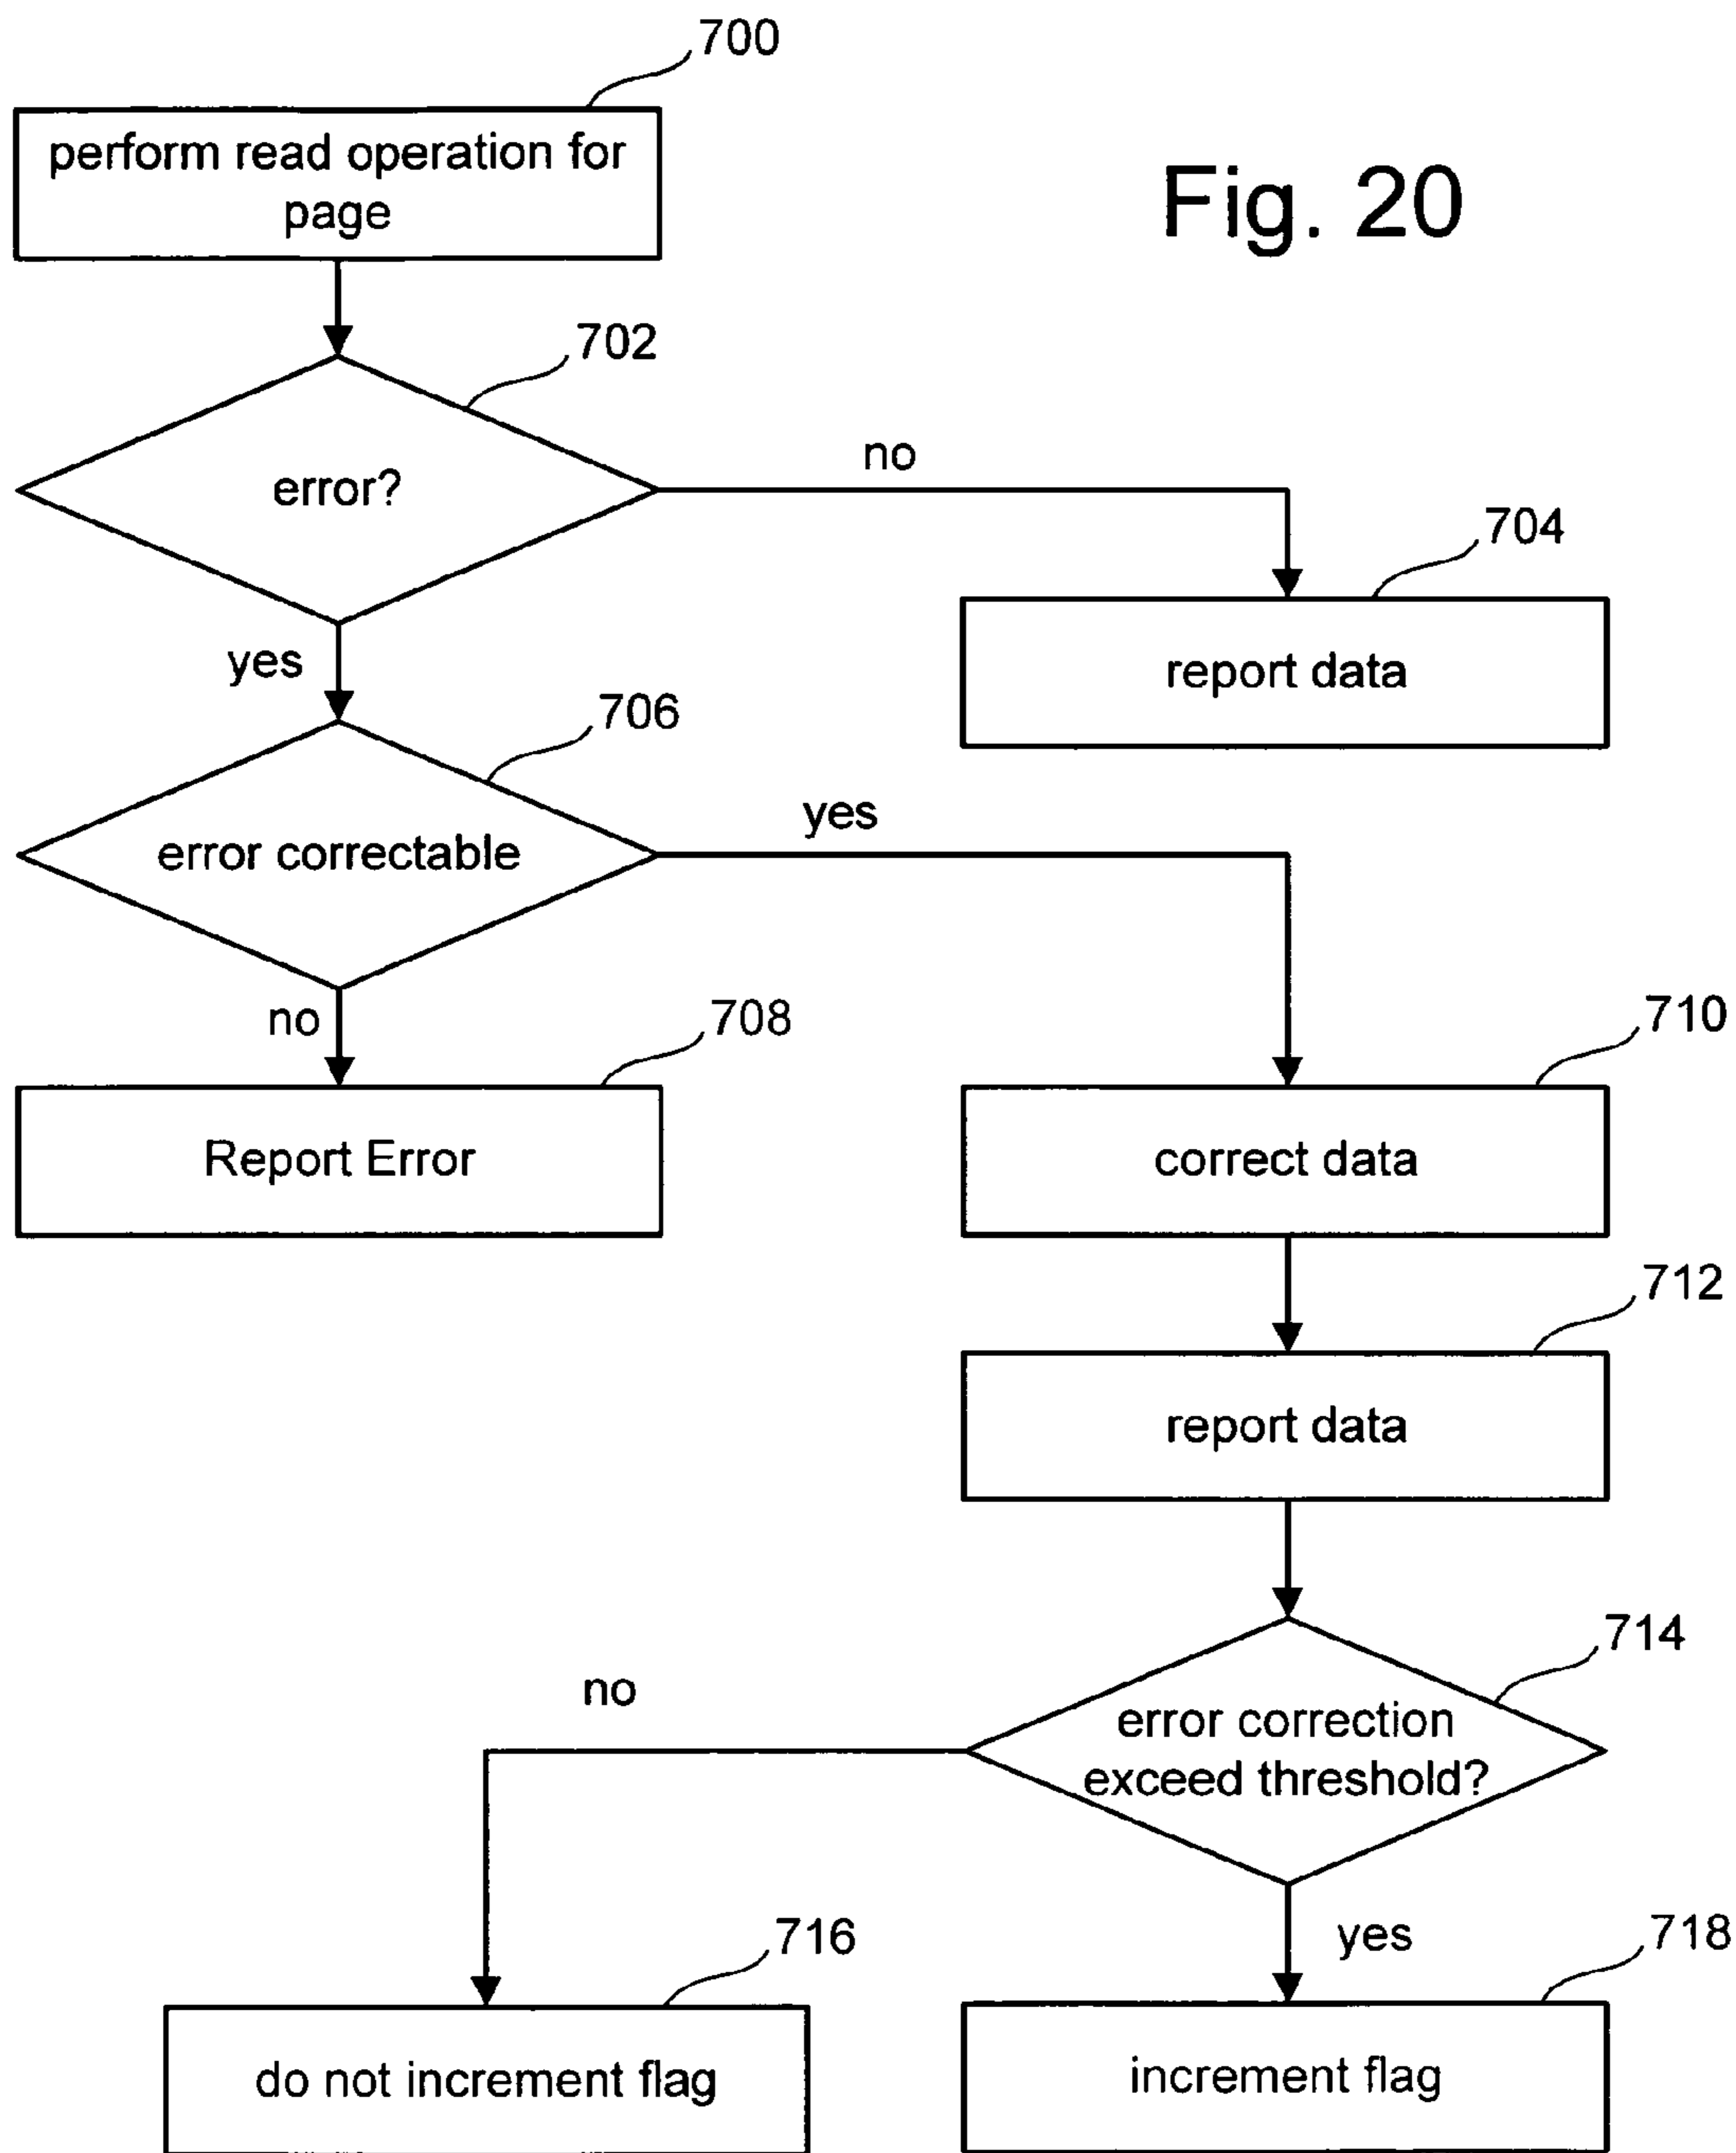 700
perform read operation for
page
Fig. 20
702
error?
no
704
report data
yes
706
error correctable
yes
no
708
Report Error
710
correct data
712
report data
714
error correction
exceed threshold?
no
716
do not increment flag
yes
718
increment flag